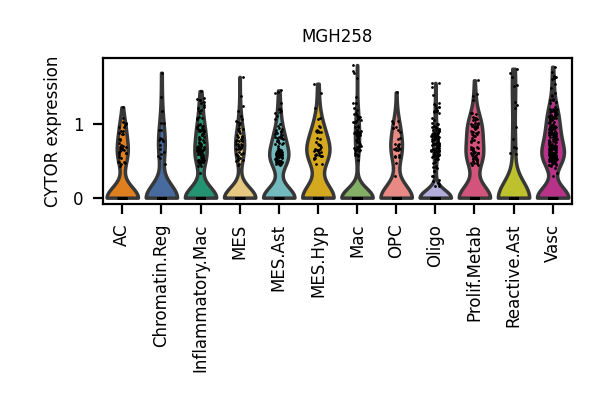 MGH258
CYTOR expression
1
0
AC
Chromatin.Reg
Inflammatory.Mac
MES
MES.Ast
MES.Hyp
Mac
OPC
Oligo
Prolif.Metab
Reactive.Ast
Vasc